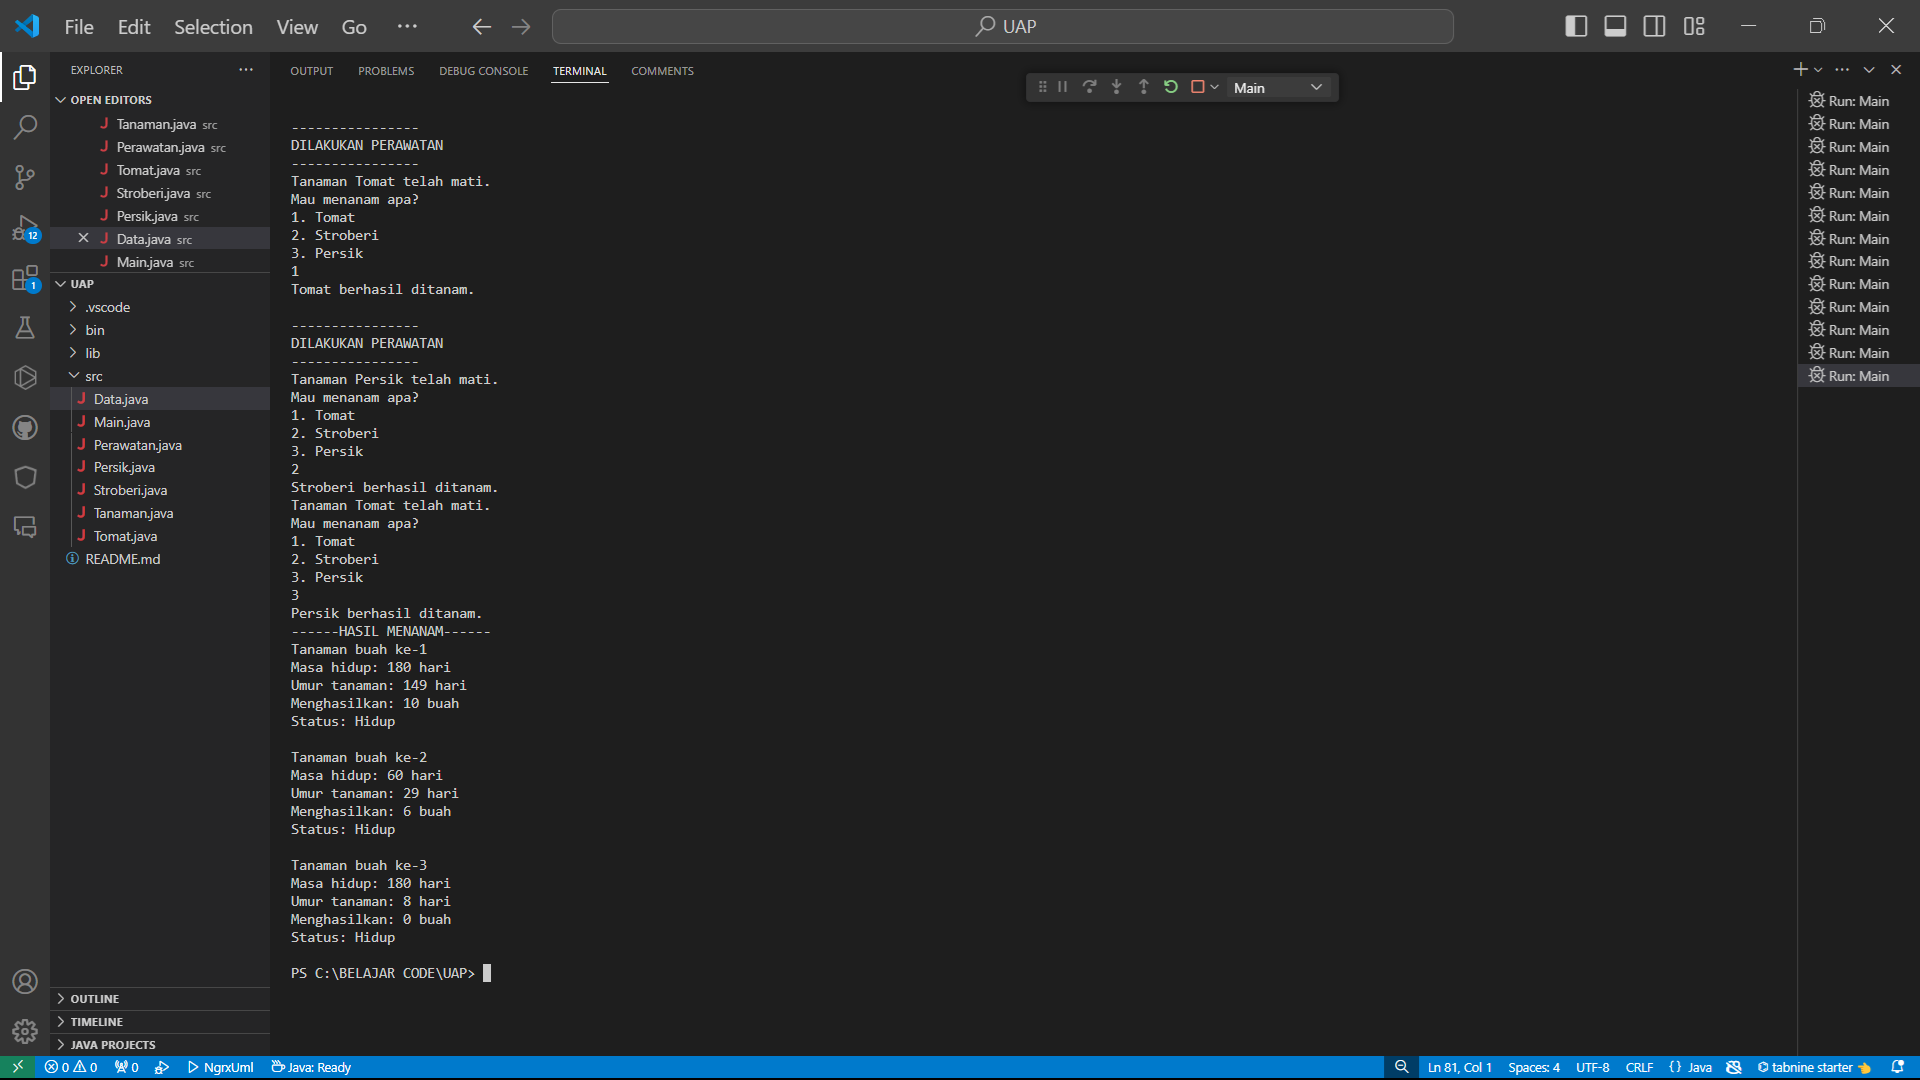 File Edit Selection View Go ··· UAP
EXPLORER ···
OPEN EDITORS
Tanaman.java src
Perawatan.java src
Tomat.java src
Stroberi.java src
Persik.java src
Data.java src
Main.java src
UAP
.vscode
bin
lib
src
Data.java
Main.java
Perawatan.java
Persik.java
Stroberi.java
Tanaman.java
Tomat.java
README.md
OUTLINE
TIMELINE
JAVA PROJECTS
12
1
OUTPUT PROBLEMS DEBUG CONSOLE TERMINAL COMMENTS
Main
----------------
DILAKUKAN PERAWATAN
----------------
Tanaman Tomat telah mati.
Mau menanam apa?
1. Tomat
2. Stroberi
3. Persik
1
Tomat berhasil ditanam.
----------------
DILAKUKAN PERAWATAN
----------------
Tanaman Persik telah mati.
Mau menanam apa?
1. Tomat
2. Stroberi
3. Persik
2
Stroberi berhasil ditanam.
Tanaman Tomat telah mati.
Mau menanam apa?
1. Tomat
2. Stroberi
3. Persik
3
Persik berhasil ditanam.
------HASIL MENANAM------
Tanaman buah ke-1
Masa hidup: 180 hari
Umur tanaman: 149 hari
Menghasilkan: 10 buah
Status: Hidup
Tanaman buah ke-2
Masa hidup: 60 hari
Umur tanaman: 29 hari
Menghasilkan: 6 buah
Status: Hidup
Tanaman buah ke-3
Masa hidup: 180 hari
Umur tanaman: 8 hari
Menghasilkan: 0 buah
Status: Hidup
PS C:\BELAJAR CODE\UAP>
Run: Main
Run: Main
Run: Main
Run: Main
Run: Main
Run: Main
Run: Main
Run: Main
Run: Main
Run: Main
Run: Main
Run: Main
Run: Main
0 0 0 NgrxUml Java: Ready Ln 81, Col 1 Spaces: 4 UTF-8 CRLF {} Java tabnine starter 👈